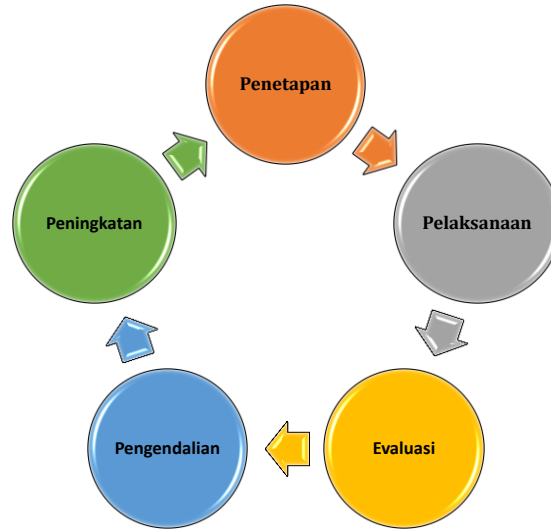 Penetapan
Pelaksanaan
Evaluasi
Pengendalian
Peningkatan